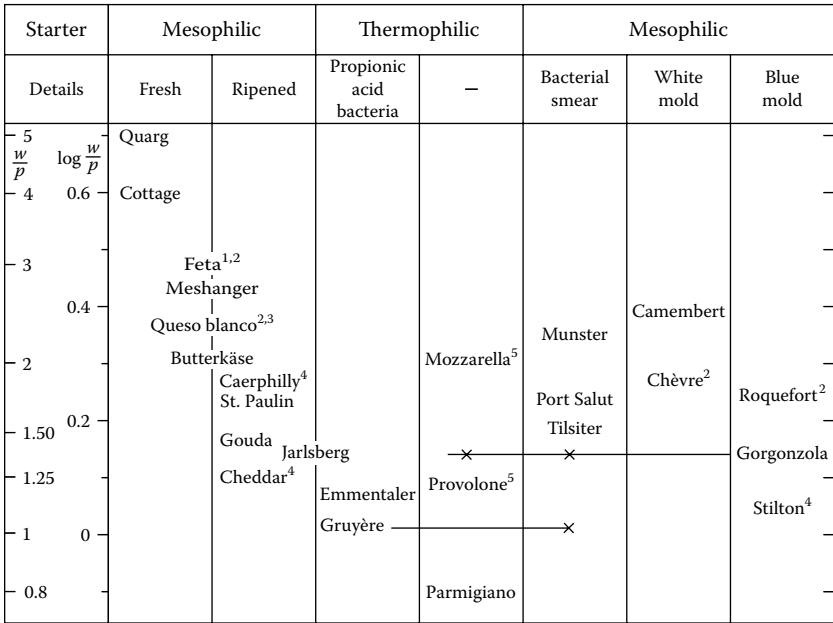 Starter Mesophilic Thermophilic Mesophilic
Details Fresh Ripened Propionic acid bacteria – Bacterial smear White mold Blue mold
5 Quarg
w/p log w/p
4 0.6 Cottage
3 Feta1,2
Meshanger
0.4 Queso blanco2,3 Camembert
Munster
2 Butterkäse Mozzarella5
Caerphilly4 Chèvre2
St. Paulin Port Salut Roquefort2
1.50 0.2 Tilsiter
Gouda
Jarlsberg × × Gorgonzola
1.25 Cheddar4 Provolone5
Emmentaler Stilton4
1 0 Gruyère ×
0.8 Parmigiano